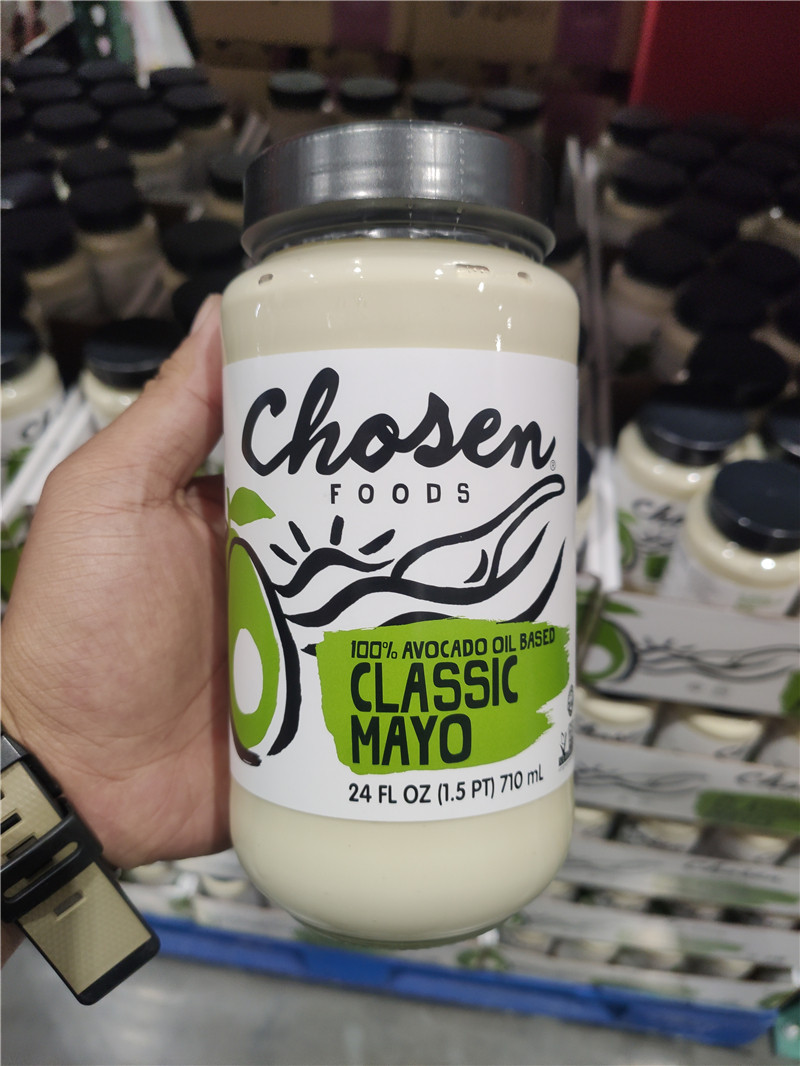 Chosen®
FOODS
100% AVOCADO OIL BASED
CLASSIC
MAYO
24 FL OZ (1.5 PT) 710 mL